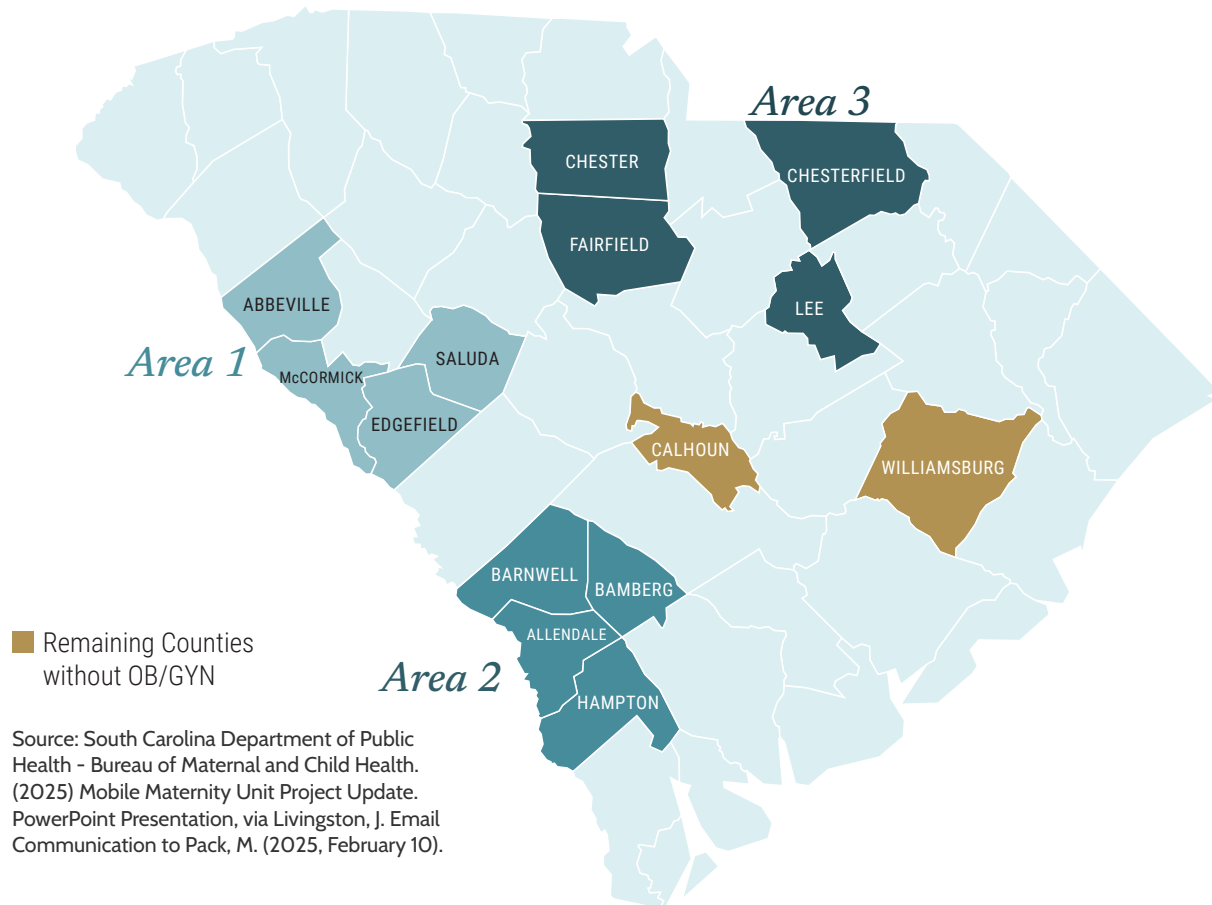 Area 3
CHESTER
CHESTERFIELD
FAIRFIELD
ABBEVILLE
LEE
Area 1
SALUDA
McCORMICK
EDGEFIELD
CALHOUN
WILLIAMSBURG
BARNWELL
BAMBERG
ALLENDALE
Area 2
HAMPTON
Remaining Counties
without OB/GYN
Source: South Carolina Department of Public
Health - Bureau of Maternal and Child Health.
(2025) Mobile Maternity Unit Project Update.
PowerPoint Presentation, via Livingston, J. Email
Communication to Pack, M. (2025, February 10).